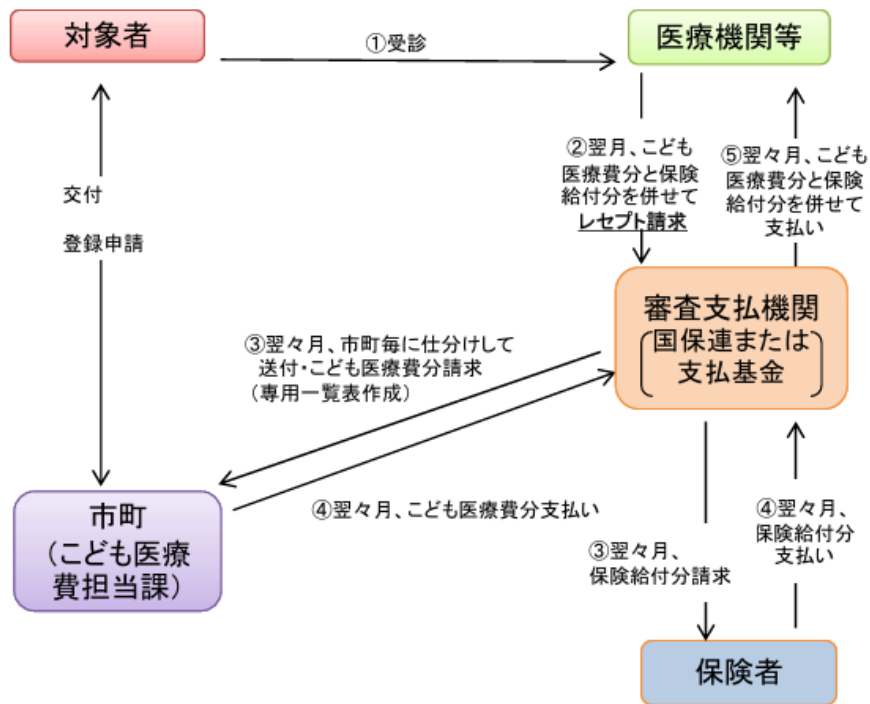 対象者
医療機関等
①受診
②翌月、こども
医療費分と保険
給付分を併せて
レセプト請求
⑤翌々月、こども
医療費分と保険
給付分を併せて
支払い
交付
登録申請
審査支払機関
国保連または
支払基金
③翌々月、市町毎に仕分けして
送付・こども医療費分請求
（専用一覧表作成）
④翌々月、こども医療費分支払い
市町
（こども医療
費担当課）
③翌々月、
保険給付分請求
④翌々月、
保険給付分
支払い
保険者